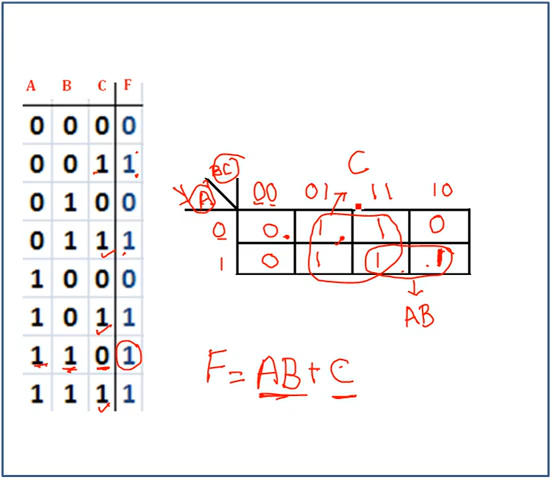 A B C F
0 0 0 0
0 0 1 1
0 1 0 0
0 1 1 1
1 0 0 0
1 0 1 1
1 1 0 1
1 1 1 1
C
BC
A
00 01 11 10
0 0 1 1 0
1 0 1 1 1
AB
F = AB + C